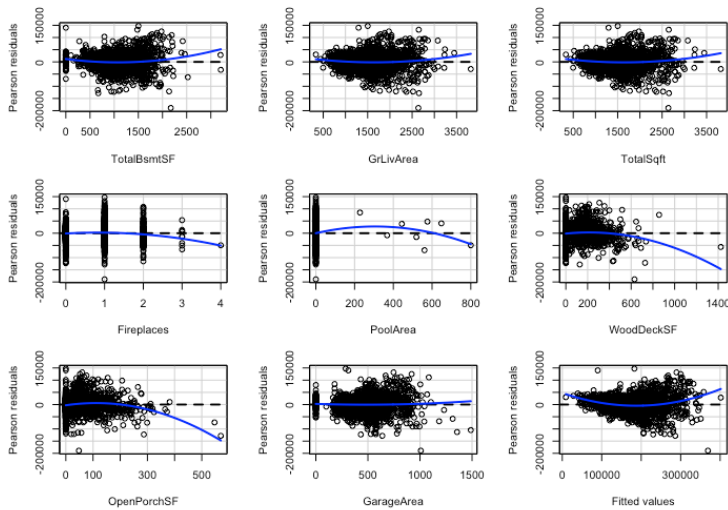 Pearson residuals
-200000 0 150000
0 500 1500 2500
TotalBsmtSF
Pearson residuals
-200000 0 150000
500 1500 2500 3500
GrLivArea
Pearson residuals
-200000 0 150000
500 1500 2500 3500
TotalSqft
Pearson residuals
-200000 0 150000
0 1 2 3 4
Fireplaces
Pearson residuals
-200000 0 150000
0 200 400 600 800
PoolArea
Pearson residuals
-200000 0 150000
0 200 600 1000 1400
WoodDeckSF
Pearson residuals
-200000 0 150000
0 100 300 500
OpenPorchSF
Pearson residuals
-200000 0 150000
0 500 1000 1500
GarageArea
Pearson residuals
-200000 0 150000
0 100000 300000
Fitted values